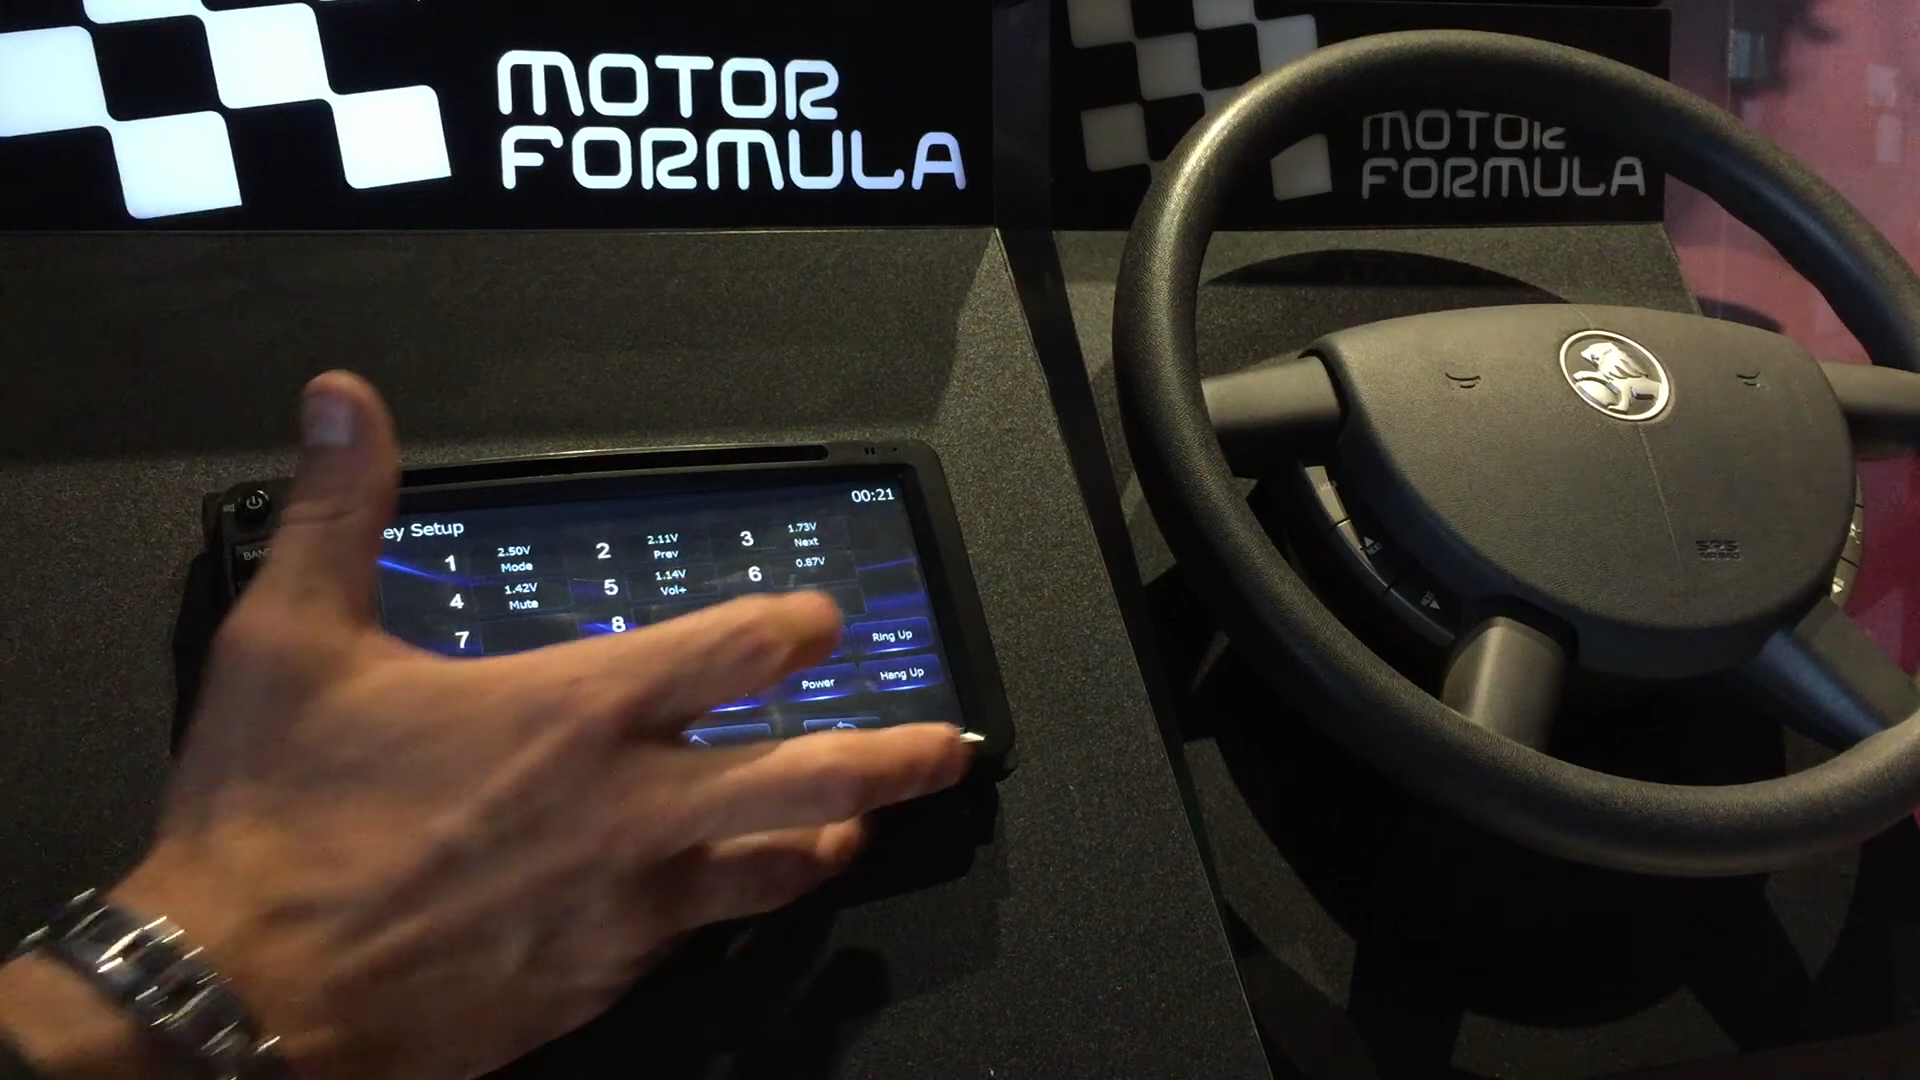 MOTOR
FORMULA
MOTOR
FORMULA
00:21
ey Setup
1
2.50V
Mode
2
2.11V
Prev
3
1.73V
Next
4
1.42V
Mute
5
1.14V
Vol+
6
0.87V
7
8
Ring Up
Power
Hang Up
SRS